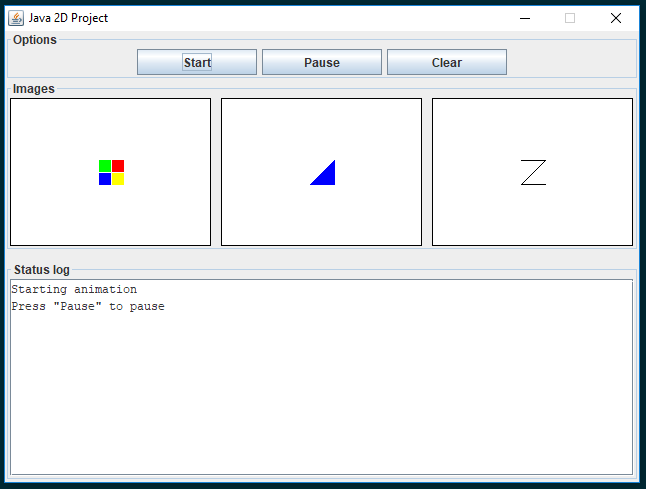 Java 2D Project
Options
Start Pause Clear
Images
Status log
Starting animation
Press "Pause" to pause